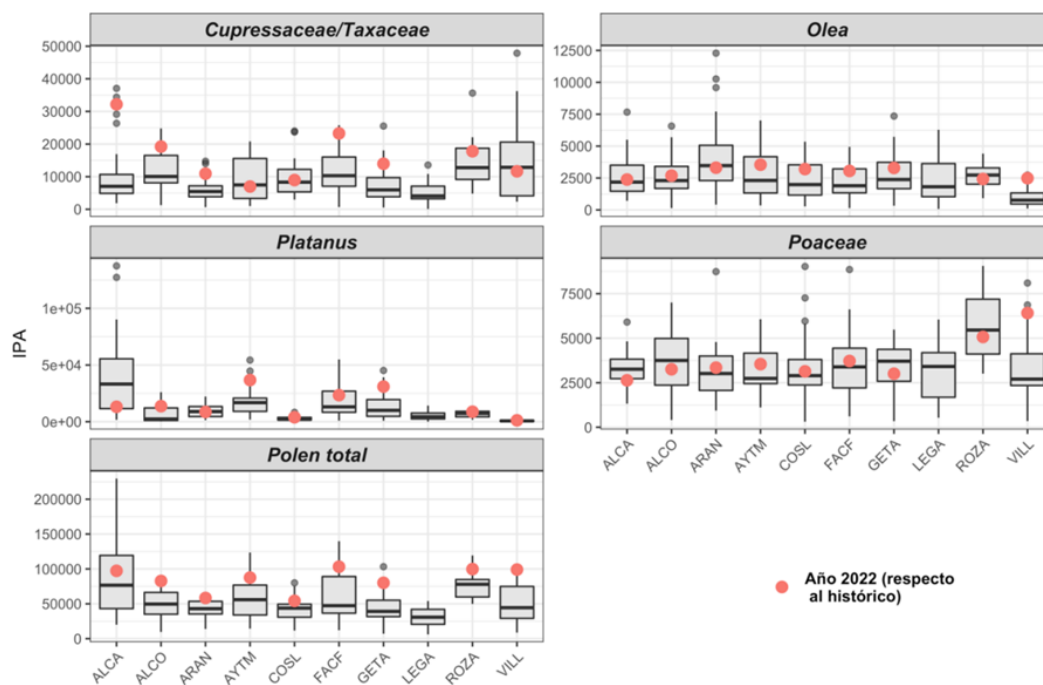 Cupressaceae/Taxaceae
50000
40000
30000
20000
10000
0
Olea
12500
10000
7500
5000
2500
0
Platanus
1e+05
5e+04
0e+00
Poaceae
7500
5000
2500
0
ALCA
ALCO
ARAN
AYTM
COSL
FACF
GETA
LEGA
ROZA
VILL
IPA
Polen total
200000
150000
100000
50000
0
ALCA
ALCO
ARAN
AYTM
COSL
FACF
GETA
LEGA
ROZA
VILL
Año 2022 (respecto
al histórico)